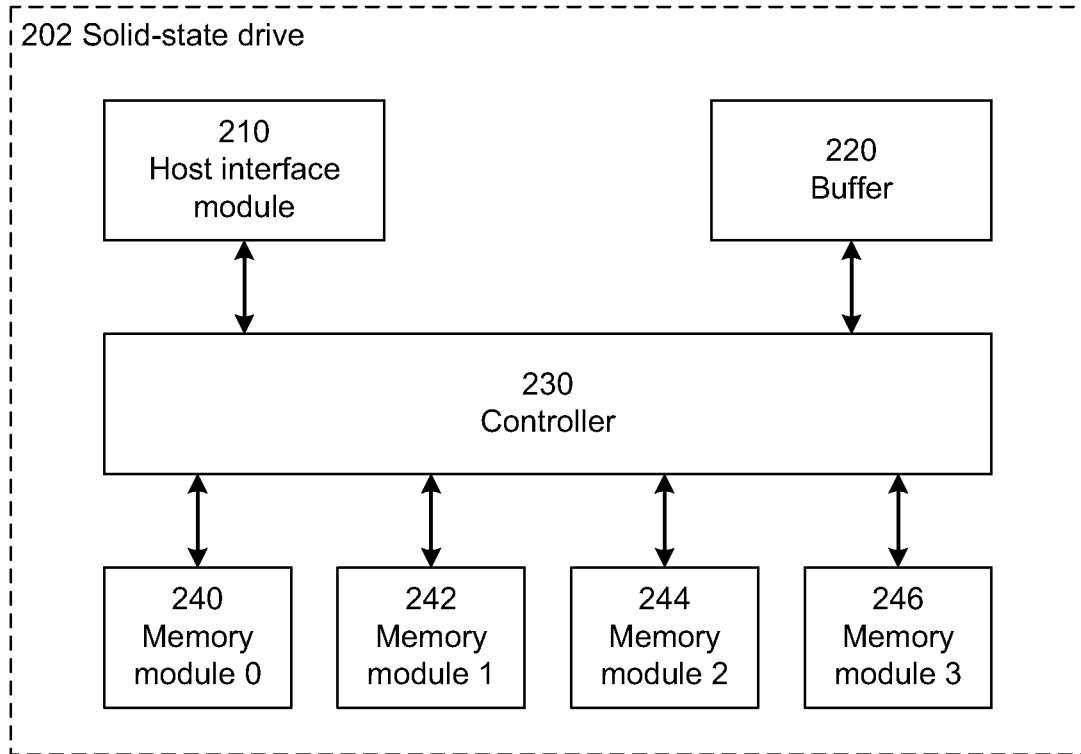 202 Solid-state drive
210
Host interface
module
220
Buffer
230
Controller
240
Memory
module 0
242
Memory
module 1
244
Memory
module 2
246
Memory
module 3